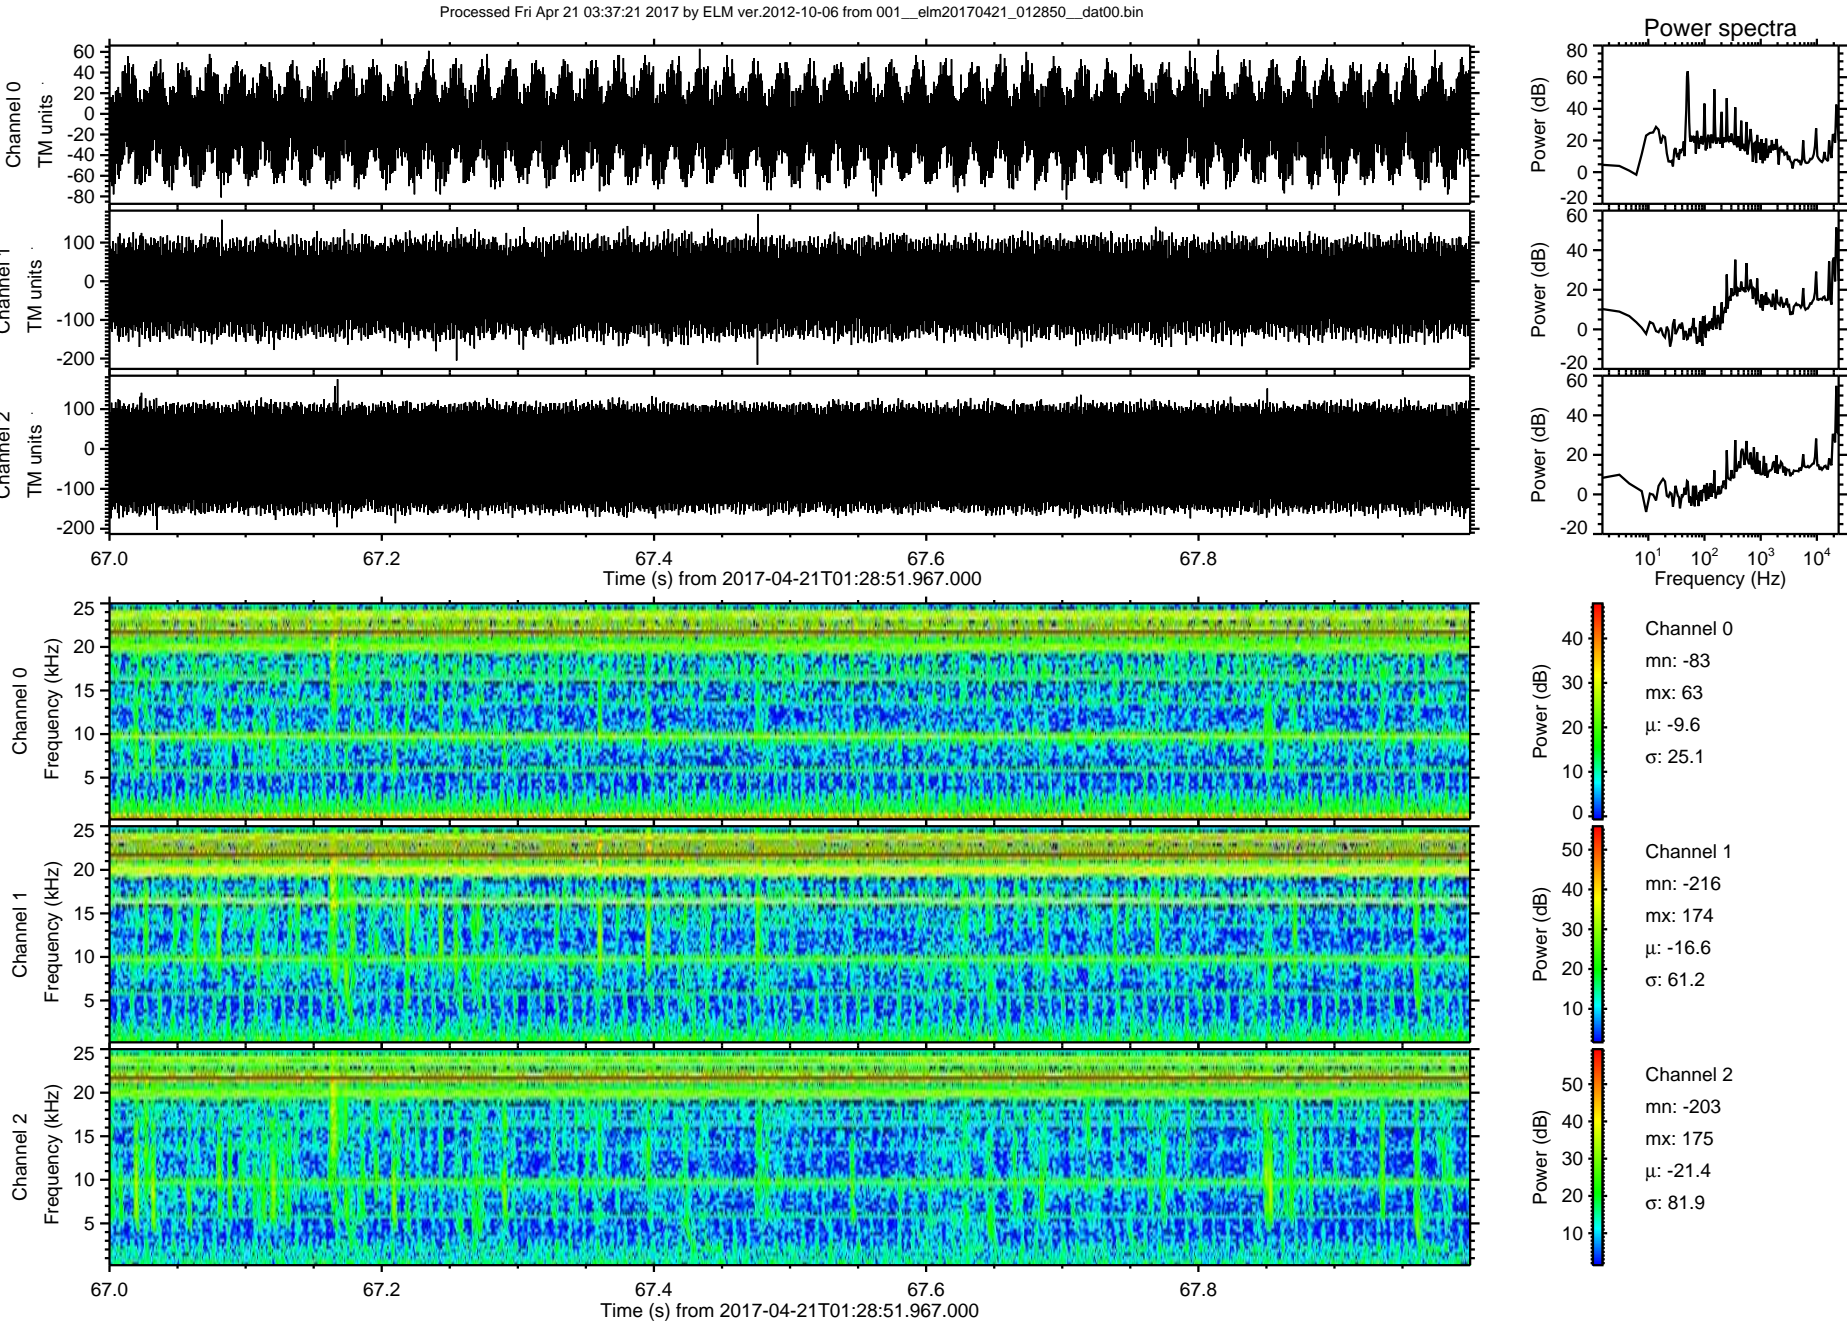 Processed Fri Apr 21 03:37:21 2017 by ELM ver.2012-10-06 from 001__elm20170421_012850__dat00.bin
Power spectra
Channel 0
TM units
60
40
20
0
-20
-40
-60
-80
Power (dB)
80
60
40
20
0
-20
Channel 1
TM units
100
0
-100
-200
Power (dB)
60
40
20
0
-20
Channel 2
TM units
100
0
-100
-200
Power (dB)
60
40
20
0
-20
67.0 67.2 67.4 67.6 67.8
Time (s) from 2017-04-21T01:28:51.967.000
10¹ 10² 10³ 10⁴
Frequency (Hz)
Channel 0
Frequency (kHz)
25
20
15
10
5
Power (dB)
40
30
20
10
0
Channel 0
mn: -83
mx: 63
μ: -9.6
σ: 25.1
Channel 1
Frequency (kHz)
25
20
15
10
5
Power (dB)
50
40
30
20
10
Channel 1
mn: -216
mx: 174
μ: -16.6
σ: 61.2
Channel 2
Frequency (kHz)
25
20
15
10
5
Power (dB)
50
40
30
20
10
Channel 2
mn: -203
mx: 175
μ: -21.4
σ: 81.9
67.0 67.2 67.4 67.6 67.8
Time (s) from 2017-04-21T01:28:51.967.000